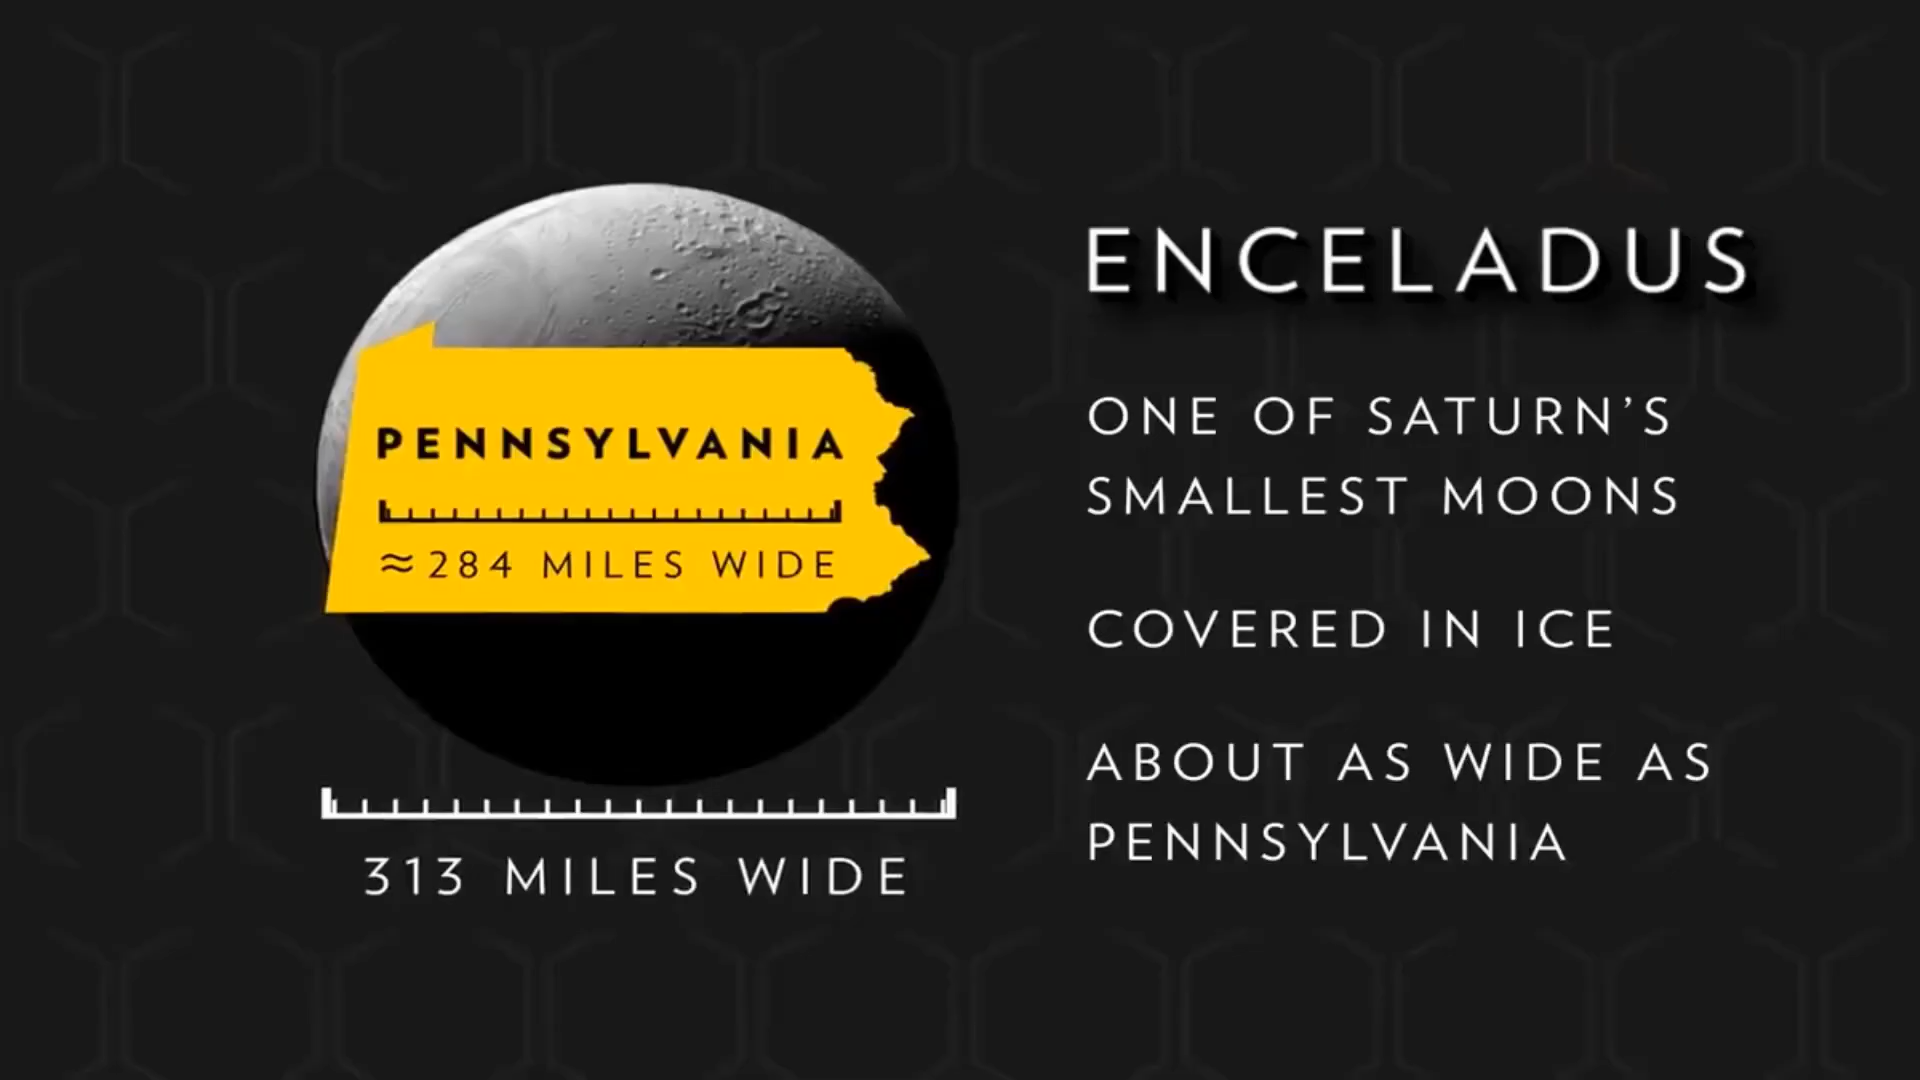 ENCELADUS
PENNSYLVANIA
≈284 MILES WIDE
313 MILES WIDE
ONE OF SATURN’S
SMALLEST MOONS
COVERED IN ICE
ABOUT AS WIDE AS
PENNSYLVANIA